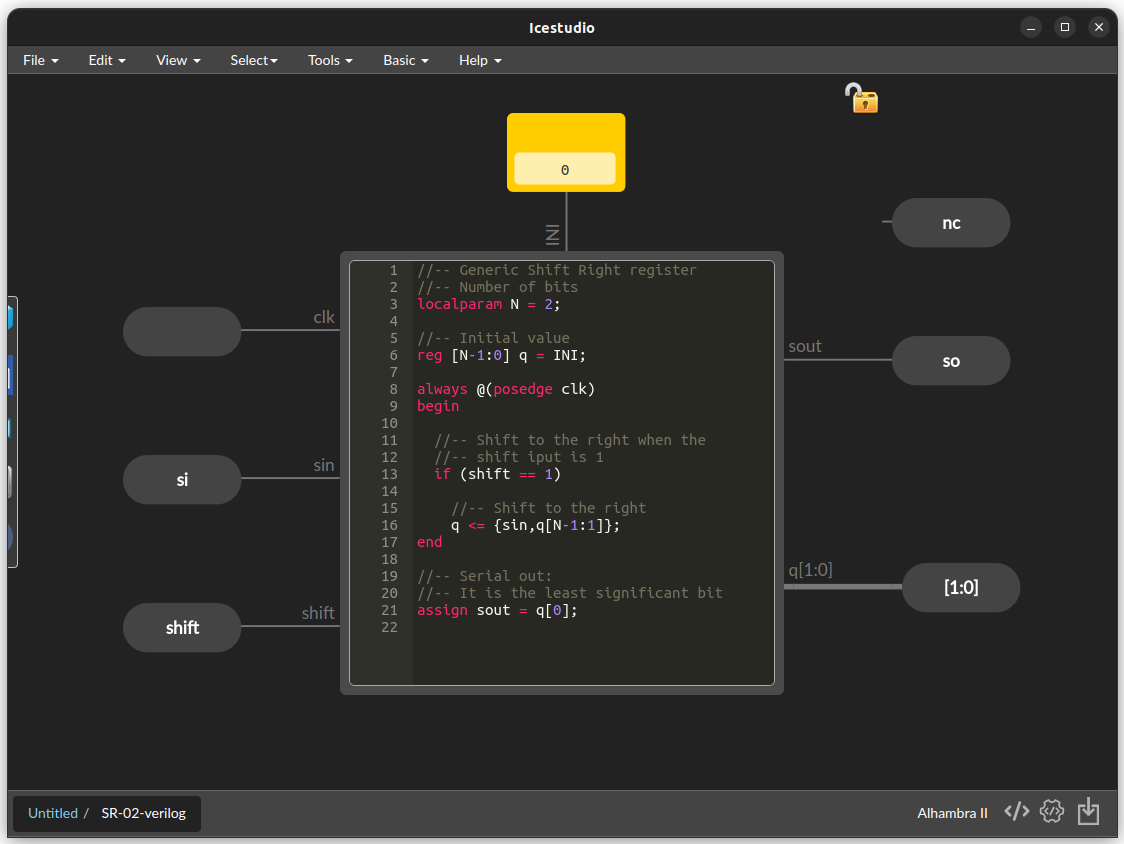 Icestudio
File Edit View Select Tools Basic Help
0
INI
nc
clk
sout
so
si
sin
q[1:0]
[1:0]
shift
shift
1 //-- Generic Shift Right register
2 //-- Number of bits
3 localparam N = 2;
4
5 //-- Initial value
6 reg [N-1:0] q = INI;
7
8 always @(posedge clk)
9 begin
10
11 //-- Shift to the right when the
12 //-- shift iput is 1
13 if (shift == 1)
14
15 //-- Shift to the right
16 q <= {sin,q[N-1:1]};
17 end
18
19 //-- Serial out:
20 //-- It is the least significant bit
21 assign sout = q[0];
22
Untitled / SR-02-verilog
Alhambra II